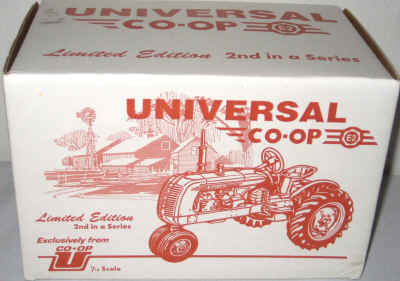 UNIVERSAL
CO-OP
Limited Edition 2nd in a Series
UNIVERSAL
CO-OP
Limited Edition
2nd in a Series
Exclusively from
CO-OP
U
Scale